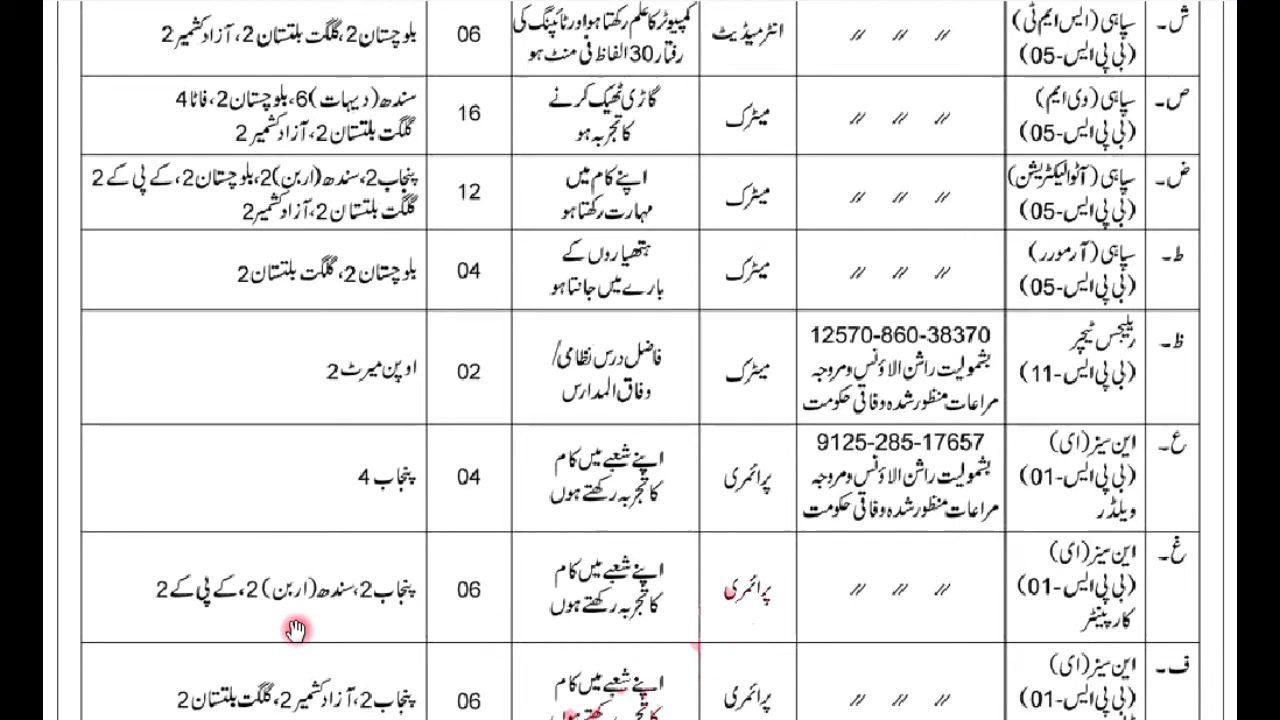 ش۔ سپاہی (ایس ایم ٹی) // // // انٹرمیڈیٹ کمپیوٹر کا علم رکھتا ہو اور ٹائپنگ کی 06 بلوچستان 2، گلگت بلتستان 2، آزاد کشمیر 2
(بی پی ایس-05) رفتار 30 الفاظ فی منٹ ہو
ص۔ سپاہی (وی ایم) // // // میٹرک گاڑی ٹھیک کرنے 16 سندھ (دیہات) 6، بلوچستان 2، فاٹا 4
(بی پی ایس-05) کا تجربہ ہو گلگت بلتستان 2، آزاد کشمیر 2
ض۔ سپاہی (آٹو الیکٹریشن) // // // میٹرک اپنے کام میں 12 پنجاب 2، سندھ (اربن) 2، بلوچستان 2، کے پی کے 2
(بی پی ایس-05) مہارت رکھتا ہو گلگت بلتستان 2، آزاد کشمیر 2
ط۔ سپاہی (آرمورر) // // // میٹرک ہتھیاروں کے 04 بلوچستان 2، گلگت بلتستان 2
(بی پی ایس-05) بارے میں جانتا ہو
ظ۔ ریلیجس ٹیچر 12570-860-38370 میٹرک فاضل درس نظامی/ 02 اوپن میرٹ 2
(بی پی ایس-11) بشمولیت راشن الاؤنس ومروجہ وفاق المدارس
مراعات منظور شدہ وفاقی حکومت
ع۔ این سیز (ای) 9125-285-17657 پرائمری اپنے شعبے میں کام 04 پنجاب 4
(بی پی ایس-01) بشمولیت راشن الاؤنس ومروجہ کا تجربہ رکھتے ہوں
ویلڈر مراعات منظور شدہ وفاقی حکومت
غ۔ این سیز (ای) // // // پرائمری اپنے شعبے میں کام 06 پنجاب 2، سندھ (اربن) 2، کے پی کے 2
(بی پی ایس-01) کا تجربہ رکھتے ہوں
کارپینٹر
ف۔ این سیز (ای) // // // پرائمری اپنے شعبے میں کام 06 پنجاب 2، آزاد کشمیر 2، گلگت بلتستان 2
(بی پی ایس-01) کا تجربہ رکھتے ہوں